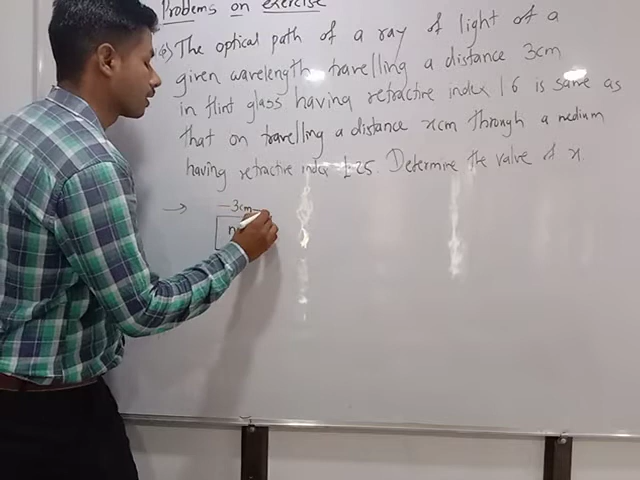 Probems on exercise
Q) The optical path of a ray of light of a
given wavelength travelling a distance 3cm
in flint glass having refractive index 1.6 is same as
that on travelling a distance x cm through a medium
having refractive index 1.25. Determine the value of x.
→ 3cm
n